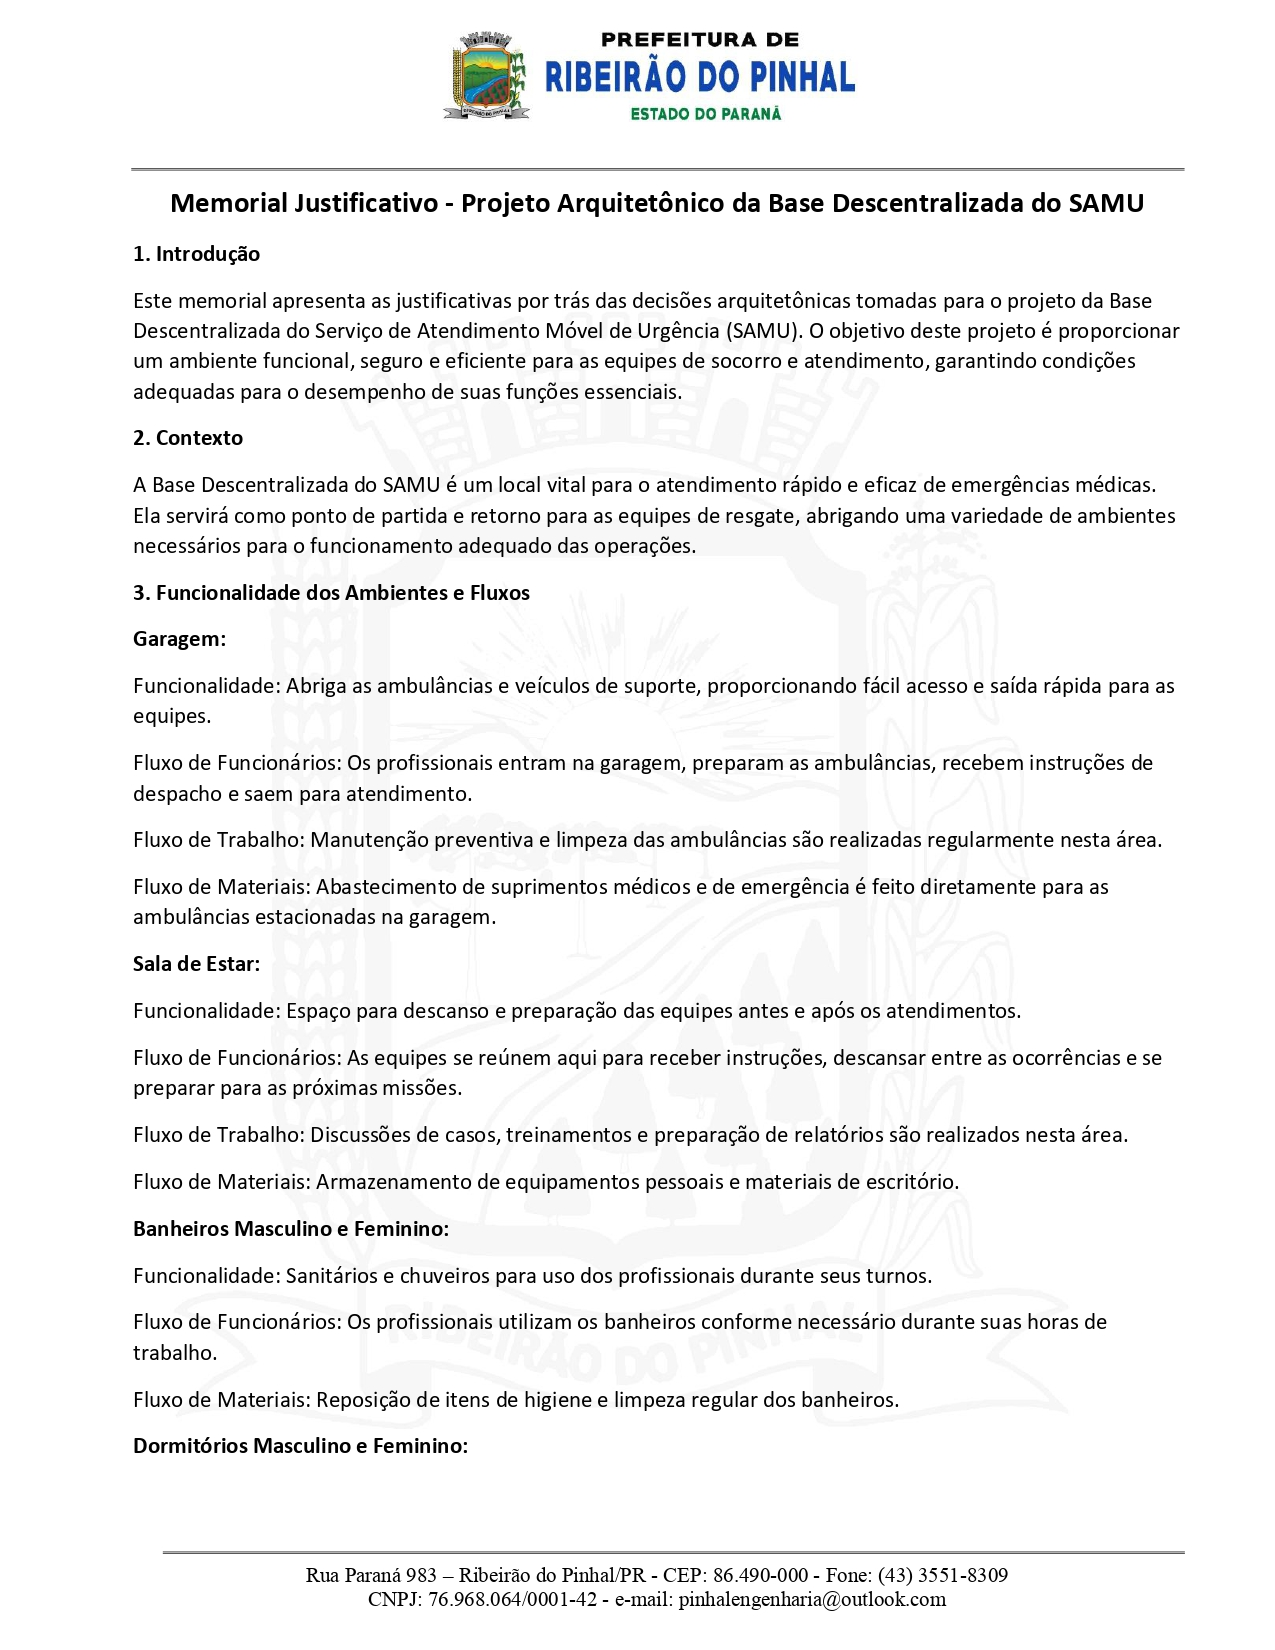 PREFEITURA DE
RIBEIRÃO DO PINHAL
ESTADO DO PARANÁ
RIBEIRÃO DO PINHAL
Memorial Justificativo - Projeto Arquitetônico da Base Descentralizada do SAMU
1. Introdução
Este memorial apresenta as justificativas por trás das decisões arquitetônicas tomadas para o projeto da Base
Descentralizada do Serviço de Atendimento Móvel de Urgência (SAMU). O objetivo deste projeto é proporcionar
um ambiente funcional, seguro e eficiente para as equipes de socorro e atendimento, garantindo condições
adequadas para o desempenho de suas funções essenciais.
2. Contexto
A Base Descentralizada do SAMU é um local vital para o atendimento rápido e eficaz de emergências médicas.
Ela servirá como ponto de partida e retorno para as equipes de resgate, abrigando uma variedade de ambientes
necessários para o funcionamento adequado das operações.
3. Funcionalidade dos Ambientes e Fluxos
Garagem:
Funcionalidade: Abriga as ambulâncias e veículos de suporte, proporcionando fácil acesso e saída rápida para as
equipes.
Fluxo de Funcionários: Os profissionais entram na garagem, preparam as ambulâncias, recebem instruções de
despacho e saem para atendimento.
Fluxo de Trabalho: Manutenção preventiva e limpeza das ambulâncias são realizadas regularmente nesta área.
Fluxo de Materiais: Abastecimento de suprimentos médicos e de emergência é feito diretamente para as
ambulâncias estacionadas na garagem.
Sala de Estar:
Funcionalidade: Espaço para descanso e preparação das equipes antes e após os atendimentos.
Fluxo de Funcionários: As equipes se reúnem aqui para receber instruções, descansar entre as ocorrências e se
preparar para as próximas missões.
Fluxo de Trabalho: Discussões de casos, treinamentos e preparação de relatórios são realizados nesta área.
Fluxo de Materiais: Armazenamento de equipamentos pessoais e materiais de escritório.
Banheiros Masculino e Feminino:
Funcionalidade: Sanitários e chuveiros para uso dos profissionais durante seus turnos.
Fluxo de Funcionários: Os profissionais utilizam os banheiros conforme necessário durante suas horas de
trabalho.
Fluxo de Materiais: Reposição de itens de higiene e limpeza regular dos banheiros.
Dormitórios Masculino e Feminino:
RIBEIRÃO DO PINHAL
Rua Paraná 983 – Ribeirão do Pinhal/PR - CEP: 86.490-000 - Fone: (43) 3551-8309
CNPJ: 76.968.064/0001-42 - e-mail: pinhalengenharia@outlook.com